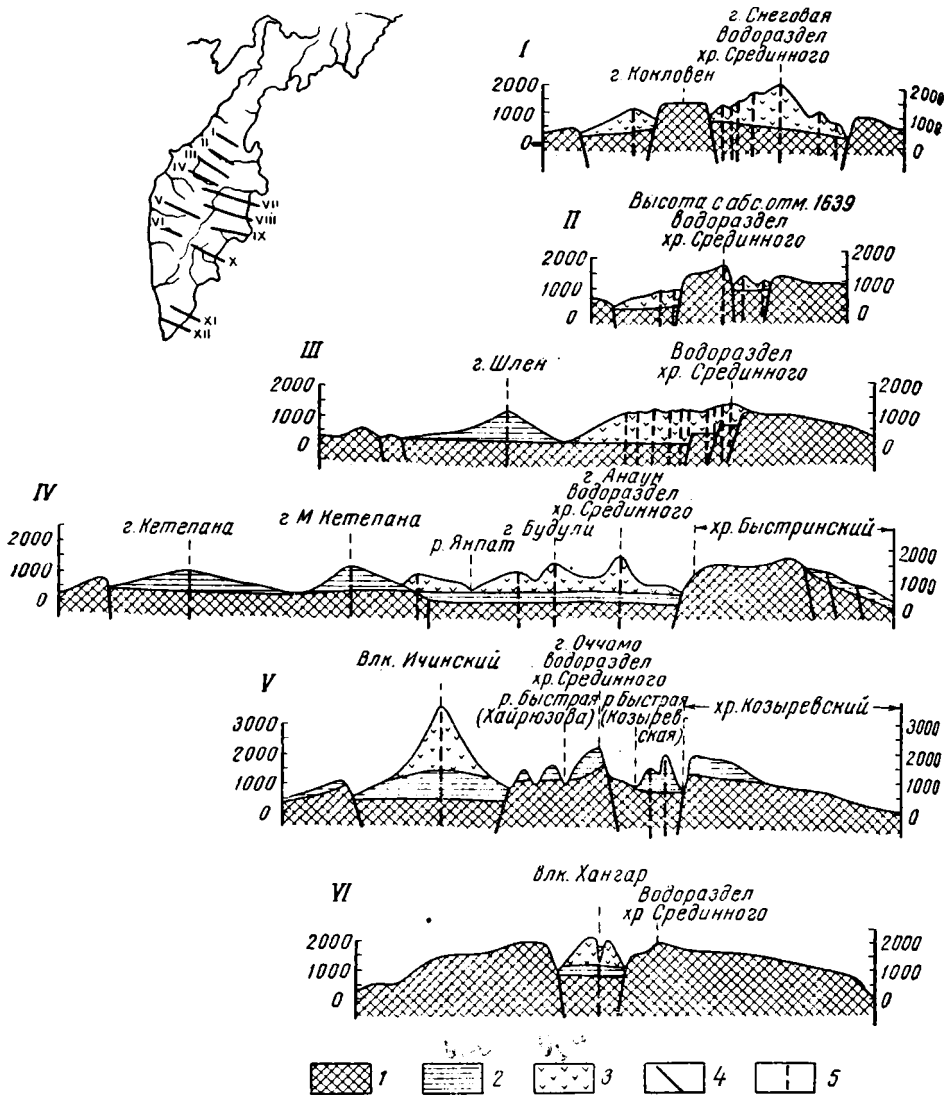 г. Снеговая
водораздел
хр. Срединного
I
г. Кокловен
2000
1000
0
2000
1000
0
I
II
III
IV
V
VI
VII
VIII
IX
X
XI
XII
Высота с абс. отм. 1639
II
водораздел
хр. Срединного
2000
1000
0
2000
1000
0
III
г. Шлен
Водораздел
хр. Срединного
2000
1000
0
2000
1000
0
IV
г. Анаун
водораздел
хр. Срединного
г. Кетепана
г М Кетепана
р. Янпат
г. Будули
хр. Быстринский
2000
1000
0
2000
1000
0
V
Влк. Ичинский
г. Оччамо
водораздел
хр. Срединного
р. Быстрая
(Хайрюзова)
р Быстрая
(Козырев-
ская)
хр. Козыревский
3000
2000
1000
0
3000
2000
1000
0
VI
влк. Хангар
Водораздел
хр Срединного
2000
1000
0
2000
1000
0
1
2
3
4
5